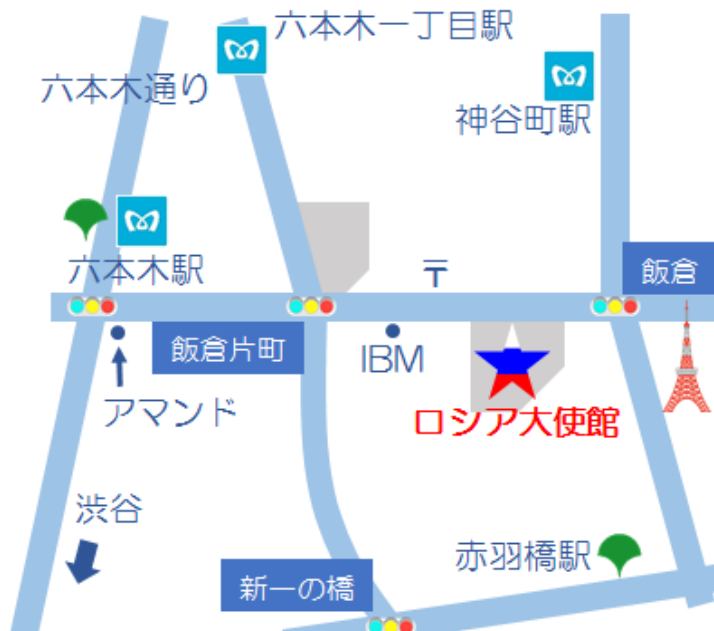 六本木一丁目駅
六本木通り
神谷町駅
六本木駅
〒
飯倉
飯倉片町
IBM
アマンド
ロシア大使館
渋谷
赤羽橋駅
新一の橋